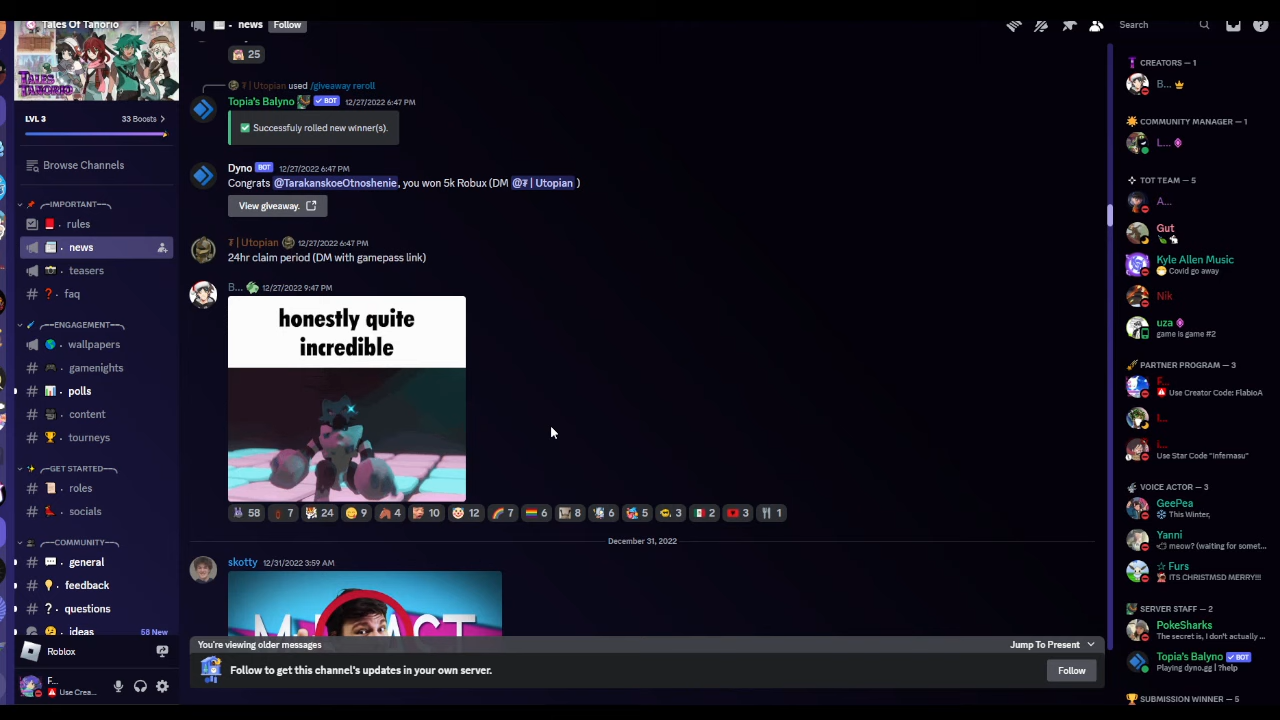 Tales Of Tanorio
TALES TANORIO
LVL 3
33 Boosts
Browse Channels
IMPORTANT
rules
news
teasers
faq
ENGAGEMENT
wallpapers
gamenights
polls
content
tourneys
GET STARTED
roles
socials
COMMUNITY
general
feedback
questions
ideas
58 New
Roblox
F...
Use Crea...
news
Follow
Search
25
₮ | Utopian used /giveaway reroll
Topia's Balyno BOT 12/27/2022 6:47 PM
Successfuly rolled new winner(s).
Dyno BOT 12/27/2022 6:47 PM
Congrats @TarakanskoeOtnoshenie, you won 5k Robux (DM @₮ | Utopian )
View giveaway.
₮ | Utopian 12/27/2022 6:47 PM
24hr claim period (DM with gamepass link)
B... 12/27/2022 9:47 PM
honestly quite
incredible
58 7 24 9 4 10 12 7 6 8 6 5 3 2 3 1
December 31, 2022
skotty 12/31/2022 3:59 AM
You're viewing older messages
Jump To Present
Follow to get this channel's updates in your own server.
Follow
CREATORS — 1
B...
COMMUNITY MANAGER — 1
L...
TOT TEAM — 5
A...
Gut
Kyle Allen Music
Covid go away
Nik
uza
game is game #2
PARTNER PROGRAM — 3
F...
Use Creator Code: FlabioA
I...
I...
Use Star Code "Infernasu"
VOICE ACTOR — 3
GeePea
This Winter,
Yanni
meow? (waiting for somet...
☆ Furs
ITS CHRISTMSD MERRY!!!
SERVER STAFF — 2
PokeSharks
The secret is, I don't actually ...
Topia's Balyno BOT
Playing dyno.gg | ?help
SUBMISSION WINNER — 5